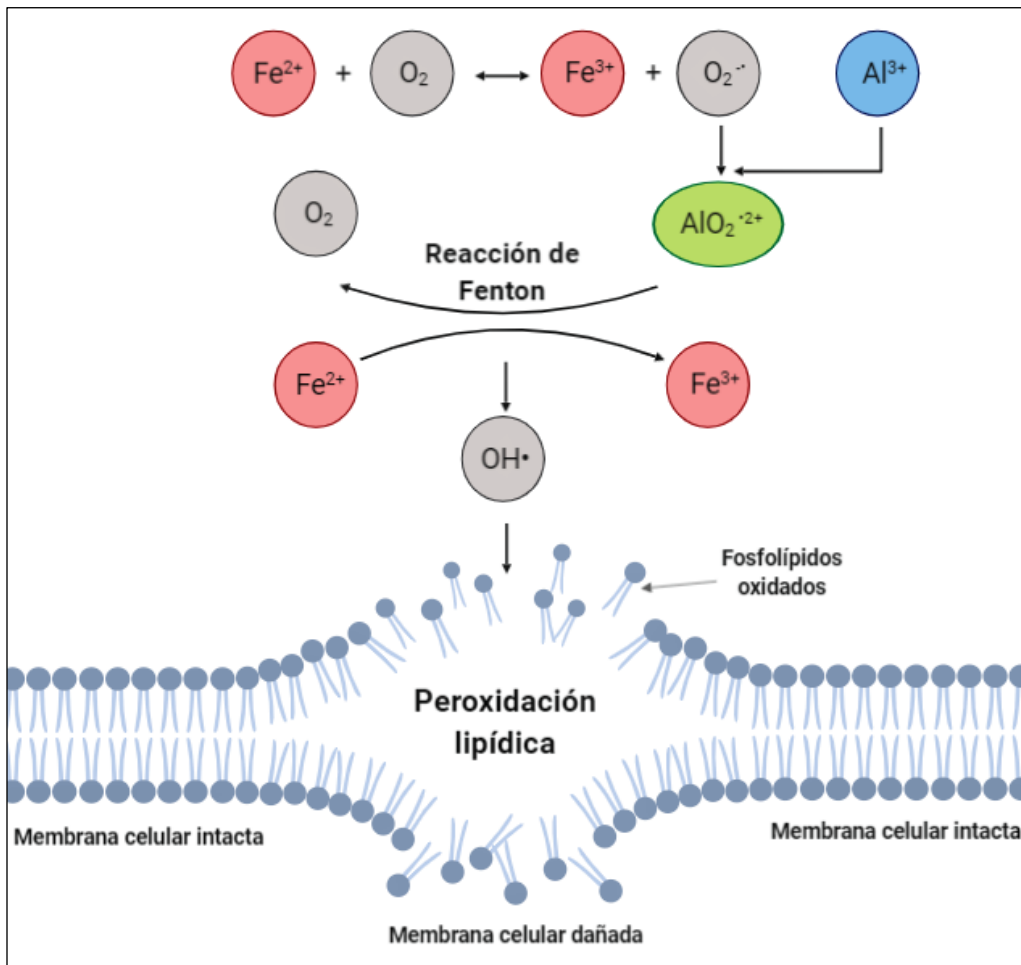 Fe²⁺ + O₂ ↔ Fe³⁺ + O₂⁻· Al³⁺
O₂ AlO₂˙²⁺
Reacción de
Fenton
Fe²⁺ Fe³⁺
OH•
Fosfolípidos
oxidados
Peroxidación
lipídica
Membrana celular intacta Membrana celular intacta
Membrana celular dañada